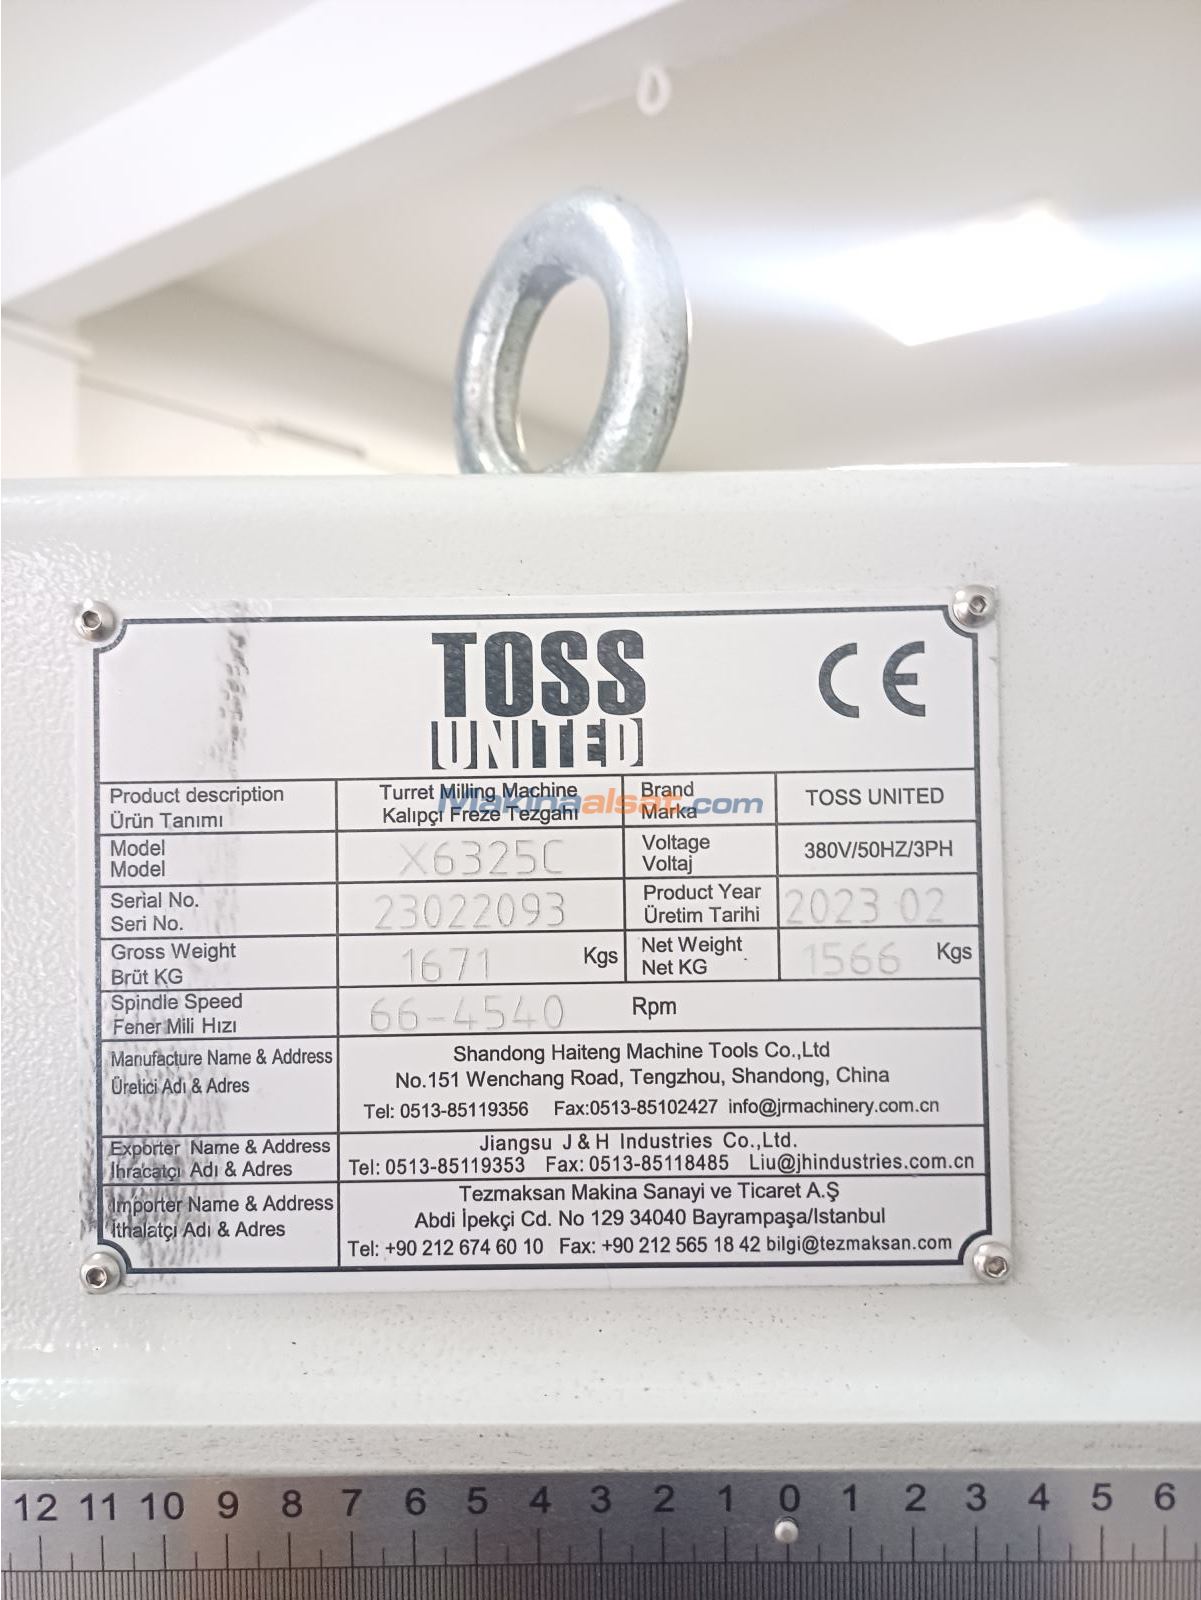 TOSS
UNITED
CE
Product description
Ürün Tanımı
Turret Milling Machine
Kalıpçı Freze Tezgahı
Brand
Marka
TOSS UNITED
Makinaalsat.com
Model
Model
X6325C
Voltage
Voltaj
380V/50HZ/3PH
Serial No.
Seri No.
23022093
Product Year
Üretim Tarihi
2023 02
Gross Weight
Brüt KG
1671 Kgs
Net Weight
Net KG
1566 Kgs
Spindle Speed
Fener Mili Hızı
66-4540 Rpm
Manufacture Name & Address
Üretici Adı & Adres
Shandong Haiteng Machine Tools Co.,Ltd
No.151 Wenchang Road, Tengzhou, Shandong, China
Tel: 0513-85119356 Fax:0513-85102427 info@jrmachinery.com.cn
Exporter Name & Address
İhracatçı Adı & Adres
Jiangsu J & H Industries Co.,Ltd.
Tel: 0513-85119353 Fax: 0513-85118485 Liu@jhindustries.com.cn
Importer Name & Address
İthalatçı Adı & Adres
Tezmaksan Makina Sanayi ve Ticaret A.Ş
Abdi İpekçi Cd. No 129 34040 Bayrampaşa/Istanbul
Tel: +90 212 674 60 10 Fax: +90 212 565 18 42 bilgi@tezmaksan.com
12 11 10 9 8 7 6 5 4 3 2 1 0 1 2 3 4 5 6